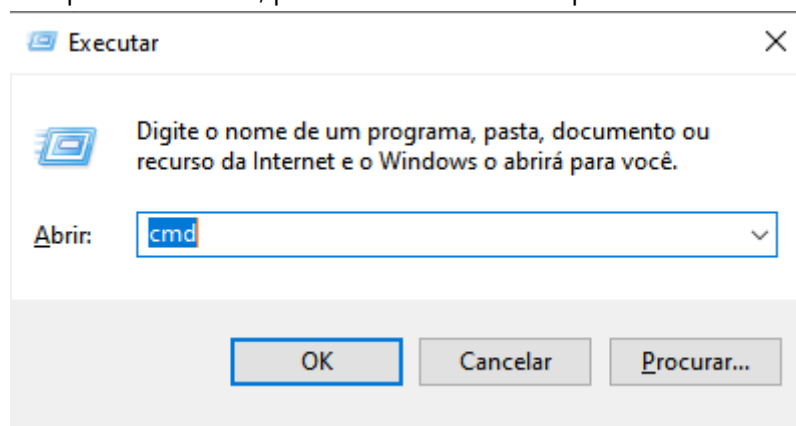 Executar
Digite o nome de um programa, pasta, documento ou
recurso da Internet e o Windows o abrirá para você.
Abrir: cmd
OK Cancelar Procurar...